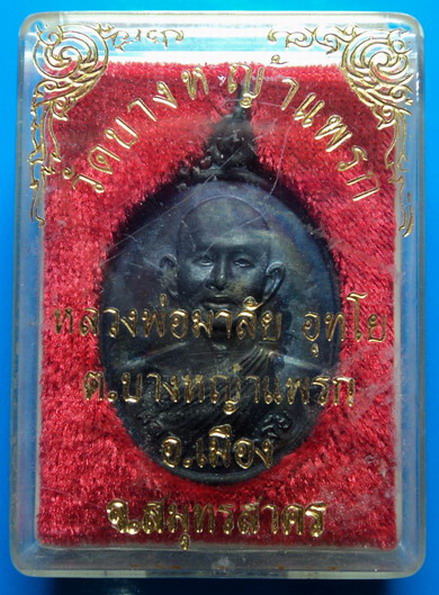 วัดบางหญ้าแพรก
หลวงพ่อมาลัย อุทโย
ต.บางหญ้าแพรก
อ.เมือง
จ.สมุทรสาคร